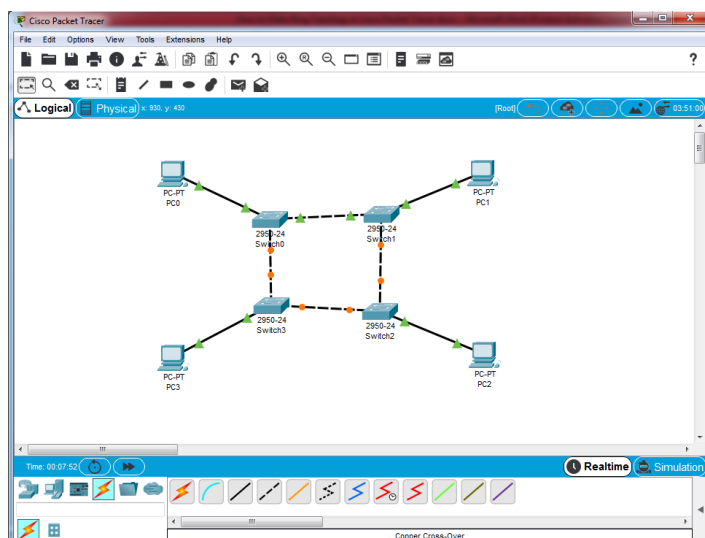 Cisco Packet Tracer
File Edit Options View Tools Extensions Help
?
Logical Physical x: 930, y: 430 [Root] 03:51:00
PC-PT
PC0
PC-PT
PC1
2950-24
Switch0
2950-24
Switch1
2950-24
Switch3
2950-24
Switch2
PC-PT
PC3
PC-PT
PC2
Time: 00:07:52 Realtime Simulation
Copper Cross-Over